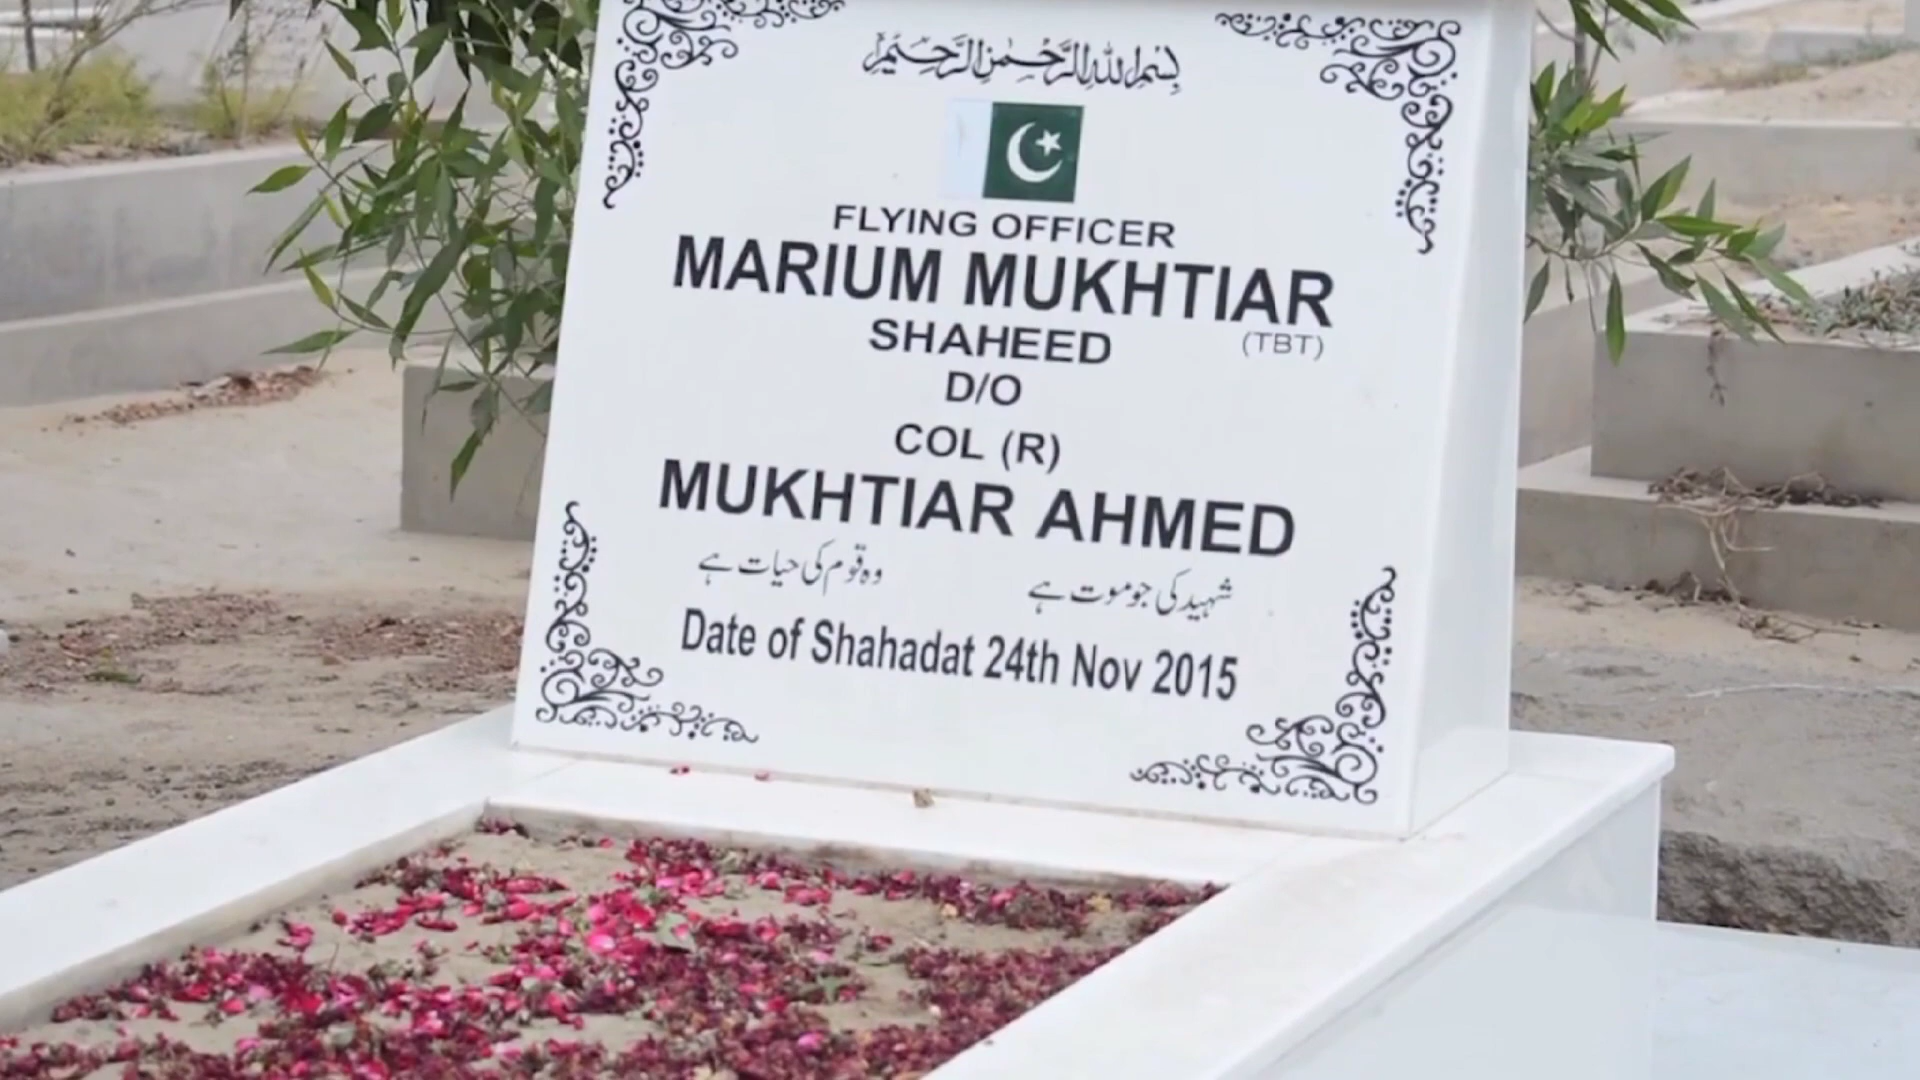 بسم الله الرحمن الرحيم
FLYING OFFICER
MARIUM MUKHTIAR
(TBT)
SHAHEED
D/O
COL (R)
MUKHTIAR AHMED
شہید کی جو موت ہے وہ قوم کی حیات ہے
Date of Shahadat 24th Nov 2015